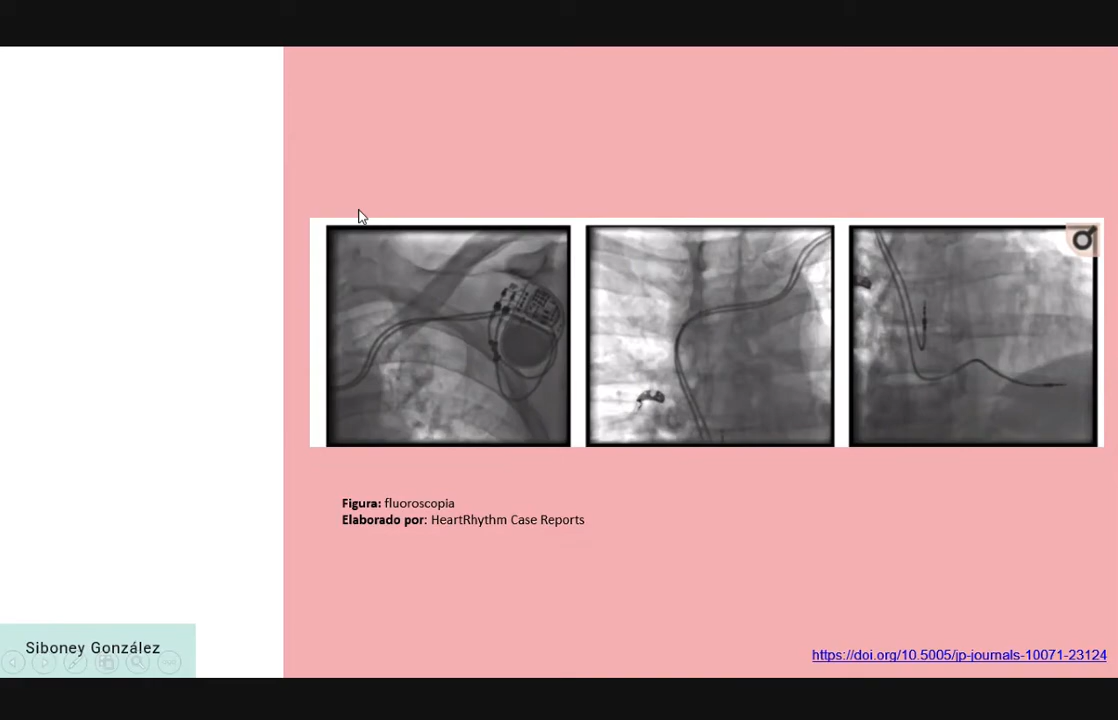 Figura: fluoroscopia
Elaborado por: HeartRhythm Case Reports
Siboney González
https://doi.org/10.5005/jp-journals-10071-23124